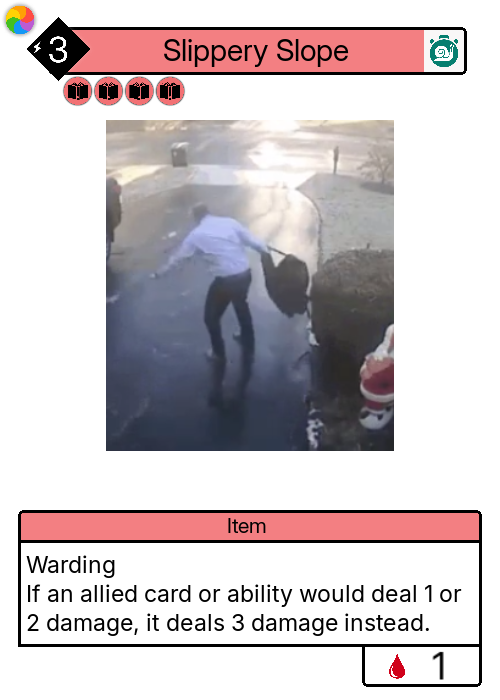 3
Slippery Slope
Item
Warding
If an allied card or ability would deal 1 or
2 damage, it deals 3 damage instead.
1